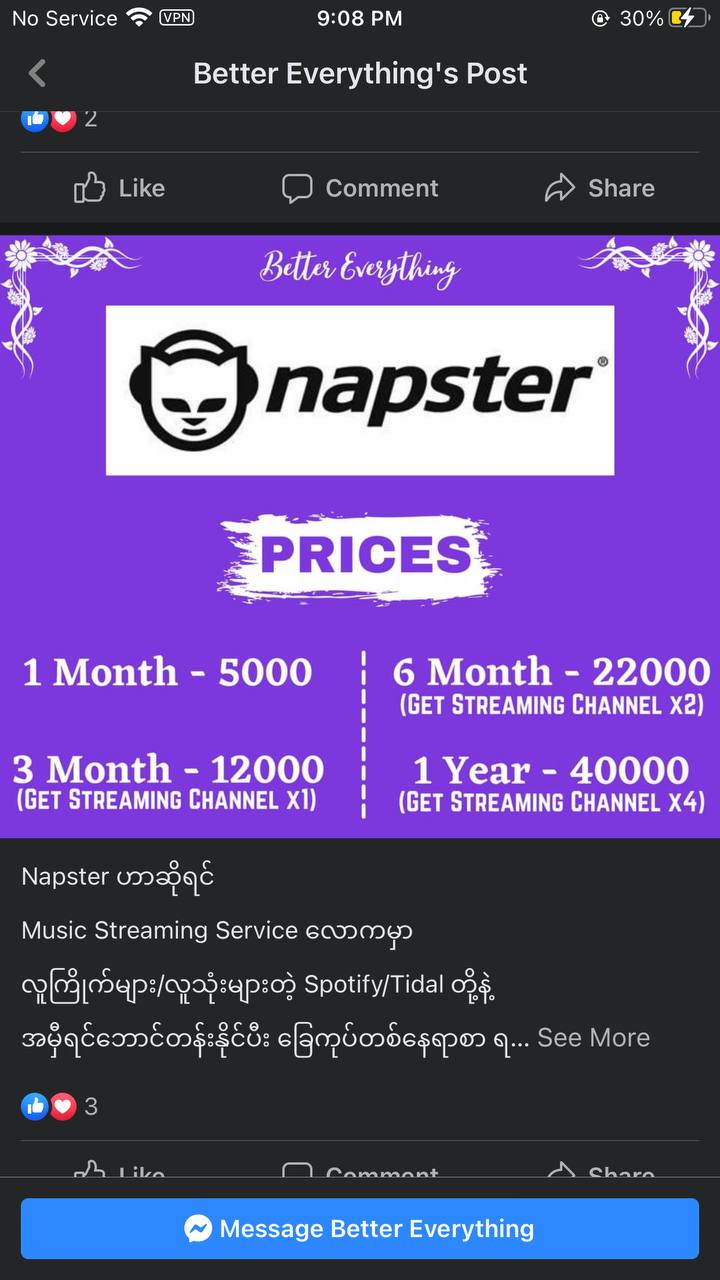 No Service VPN 9:08 PM 30%
Better Everything's Post
2
Like Comment Share
Better Everything
napster®
PRICES
1 Month - 5000
3 Month - 12000
(Get Streaming Channel x1)
6 Month - 22000
(Get Streaming Channel x2)
1 Year - 40000
(Get Streaming Channel x4)
Napster ဟာဆိုရင်
Music Streaming Service လောကမှာ
လူကြိုက်များ/လူသုံးများတဲ့ Spotify/Tidal တို့နဲ့
အမှီရင်ဘောင်တန်းနိုင်ပီး ခြေကုပ်တစ်နေရာစာ ရ... See More
3
Like Comment Share
Message Better Everything